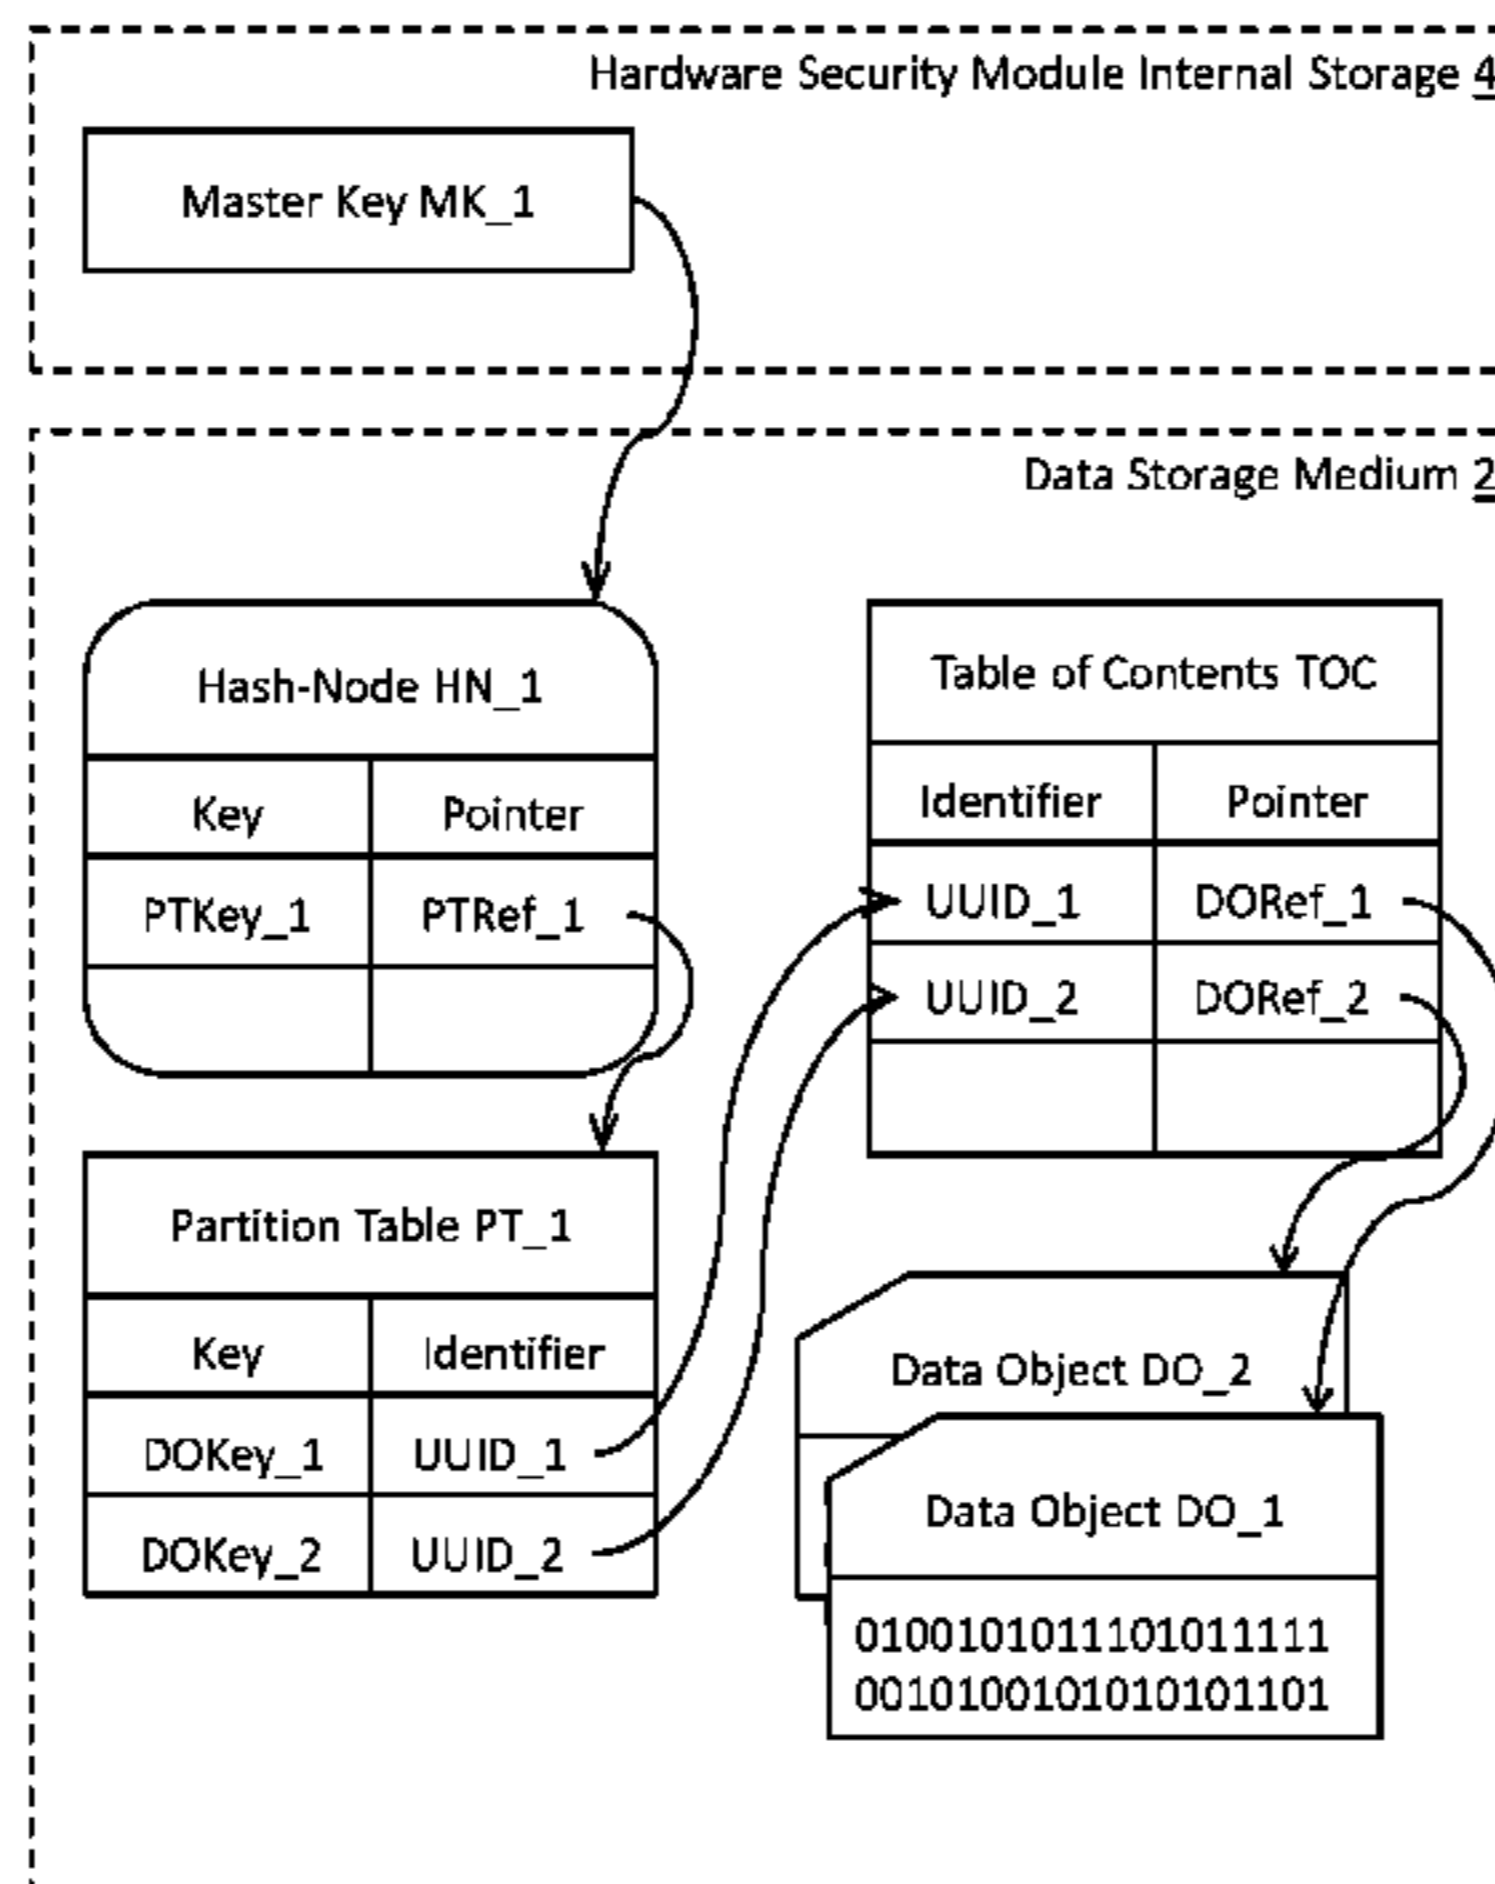 Hardware Security Module Internal Storage 4
Master Key MK_1
Data Storage Medium 2
Hash-Node HN_1
Key Pointer
PTKey_1 PTRef_1
Table of Contents TOC
Identifier Pointer
UUID_1 DORef_1
UUID_2 DORef_2
Partition Table PT_1
Key Identifier
DOKey_1 UUID_1
DOKey_2 UUID_2
Data Object DO_2
Data Object DO_1
0100101011101011111
0010100101010101101